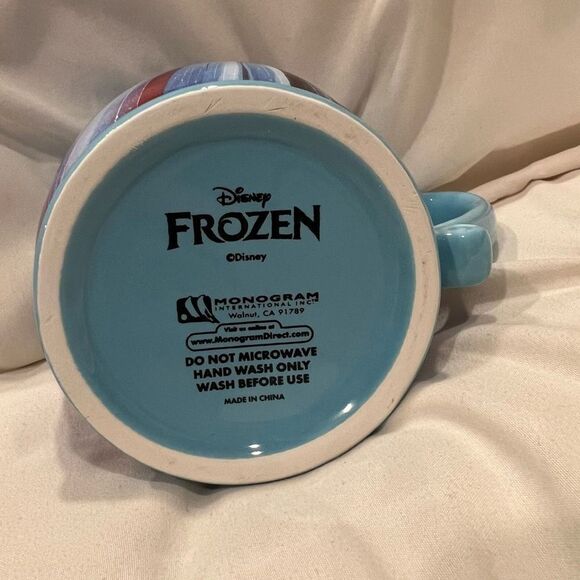 Disney
FROZEN
©Disney
MONOGRAM
INTERNATIONAL INC.
Walnut, CA 91789
Visit us online at
www.MonogramDirect.com
DO NOT MICROWAVE
HAND WASH ONLY
WASH BEFORE USE
MADE IN CHINA